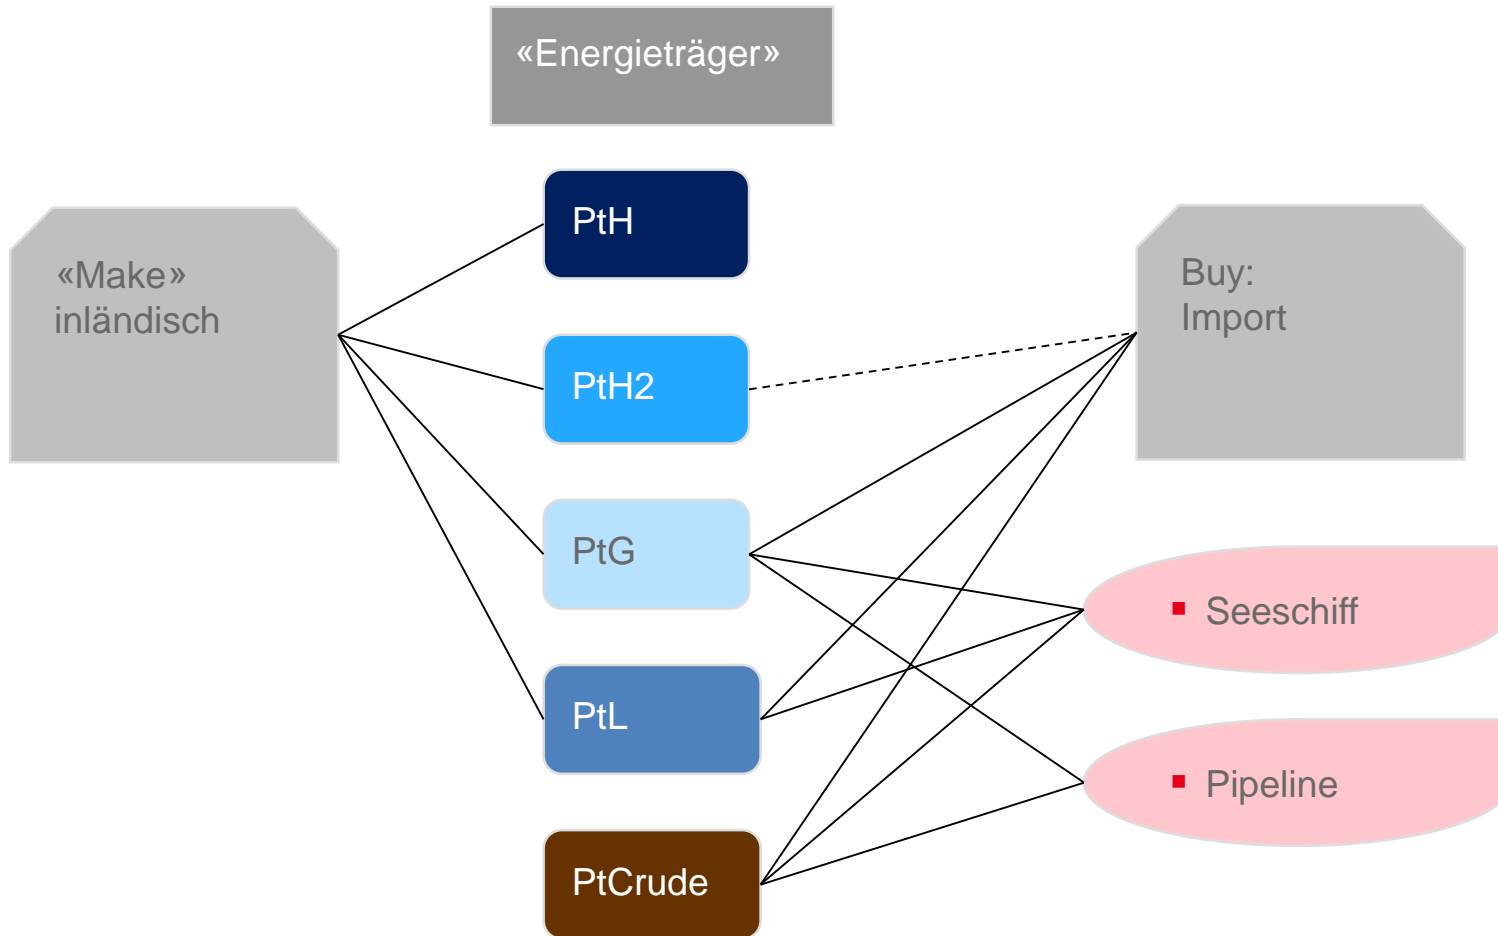 «Energieträger»
«Make»
inländisch
PtH
PtH2
PtG
PtL
PtCrude
Buy:
Import
▪ Seeschiff
▪ Pipeline